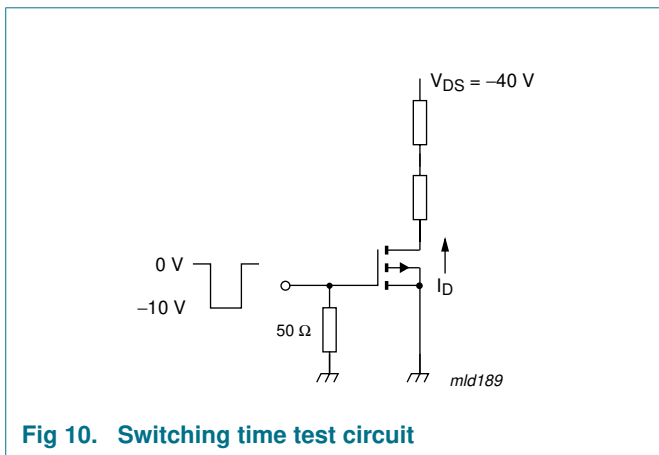 V_DS = −40 V
0 V
−10 V
I_D
50 Ω
mld189
Fig 10. Switching time test circuit